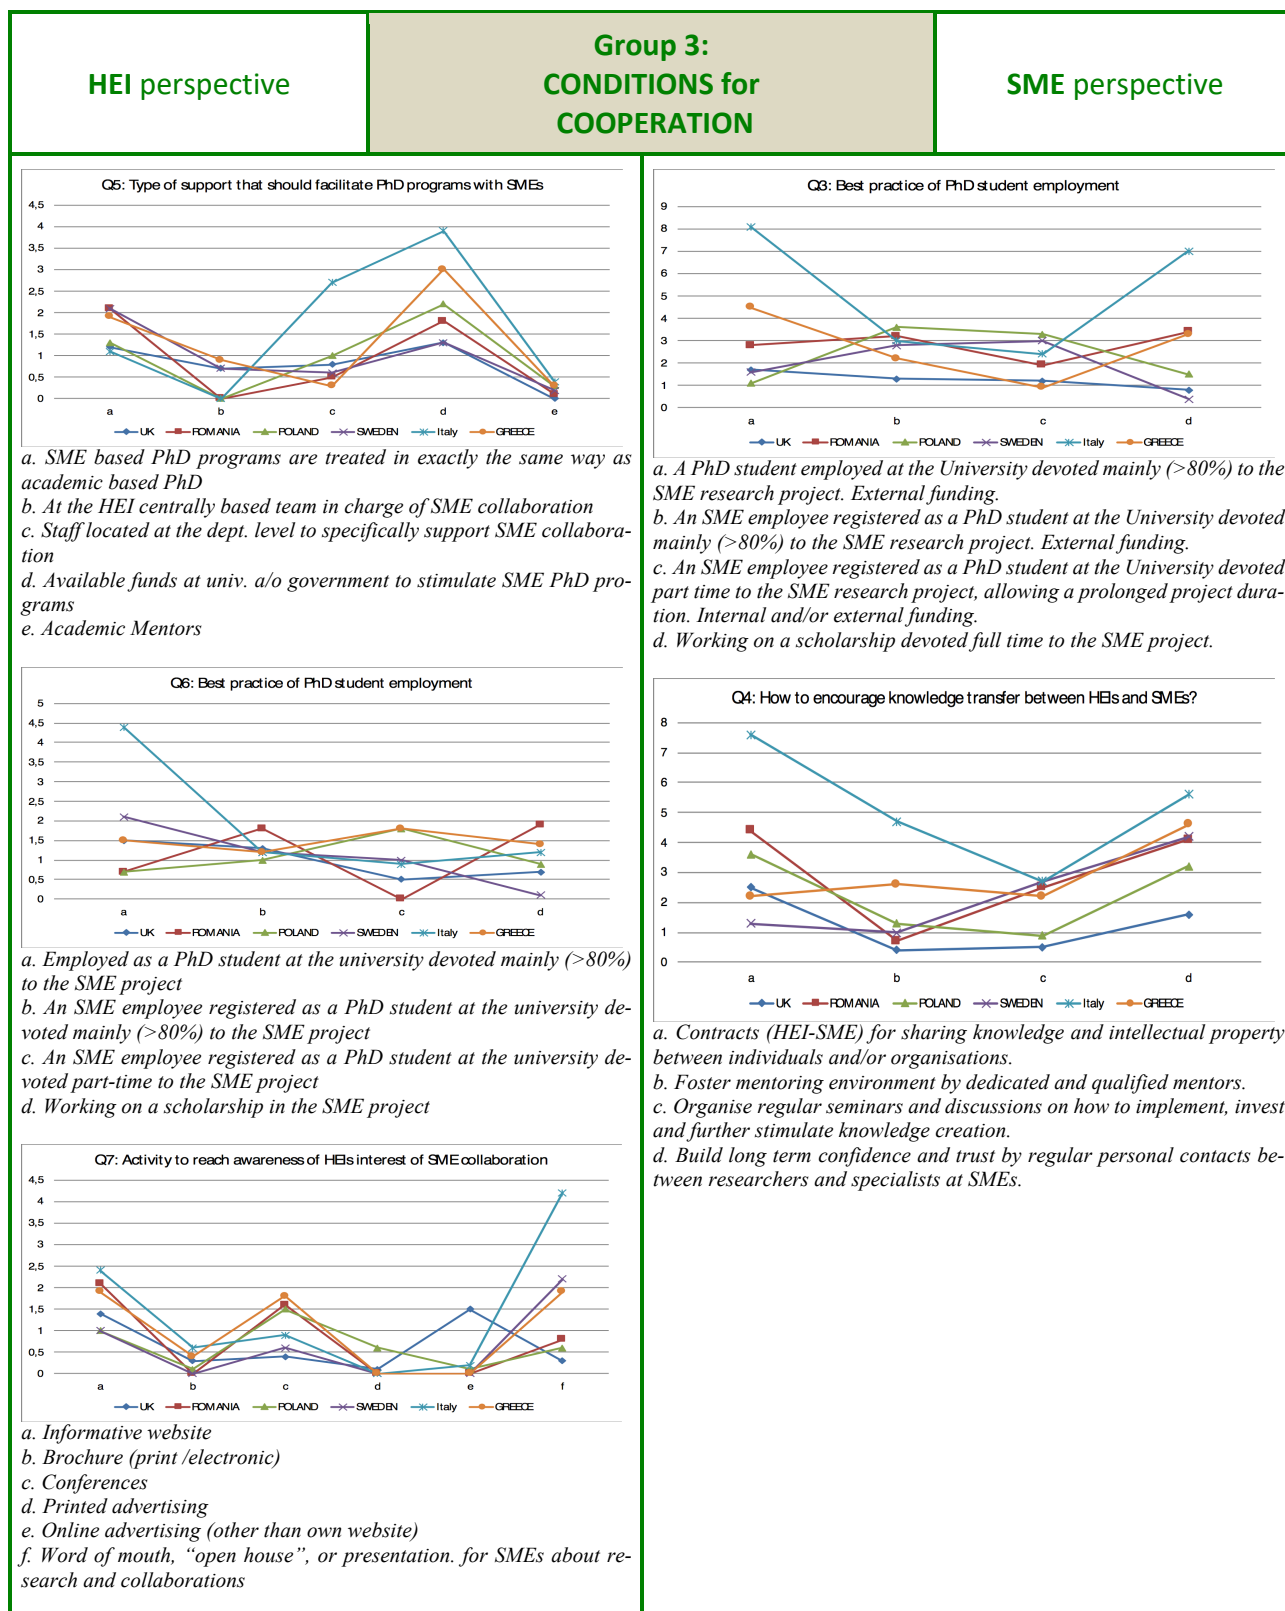 HEI perspective
Group 3:
CONDITIONS for
COOPERATION
SME perspective
Q5: Type of support that should facilitate PhD programs with SMEs
4,5
4
3,5
3
2,5
2
1,5
1
0,5
0
a b c d e
UK ROMANIA POLAND SWEDEN Italy GREECE
a. SME based PhD programs are treated in exactly the same way as
academic based PhD
b. At the HEI centrally based team in charge of SME collaboration
c. Staff located at the dept. level to specifically support SME collabora-
tion
d. Available funds at univ. a/o government to stimulate SME PhD pro-
grams
e. Academic Mentors
Q6: Best practice of PhD student employment
5
4,5
4
3,5
3
2,5
2
1,5
1
0,5
0
a b c d
UK ROMANIA POLAND SWEDEN Italy GREECE
a. Employed as a PhD student at the university devoted mainly (>80%)
to the SME project
b. An SME employee registered as a PhD student at the university de-
voted mainly (>80%) to the SME project
c. An SME employee registered as a PhD student at the university de-
voted part-time to the SME project
d. Working on a scholarship in the SME project
Q7: Activity to reach awareness of HEIs interest of SME collaboration
4,5
4
3,5
3
2,5
2
1,5
1
0,5
0
a b c d e f
UK ROMANIA POLAND SWEDEN Italy GREECE
a. Informative website
b. Brochure (print /electronic)
c. Conferences
d. Printed advertising
e. Online advertising (other than own website)
f. Word of mouth, “open house”, or presentation. for SMEs about re-
search and collaborations
Q3: Best practice of PhD student employment
9
8
7
6
5
4
3
2
1
0
a b c d
UK ROMANIA POLAND SWEDEN Italy GREECE
a. A PhD student employed at the University devoted mainly (>80%) to the
SME research project. External funding.
b. An SME employee registered as a PhD student at the University devoted
mainly (>80%) to the SME research project. External funding.
c. An SME employee registered as a PhD student at the University devoted
part time to the SME research project, allowing a prolonged project dura-
tion. Internal and/or external funding.
d. Working on a scholarship devoted full time to the SME project.
Q4: How to encourage knowledge transfer between HEIs and SMEs?
8
7
6
5
4
3
2
1
0
a b c d
UK ROMANIA POLAND SWEDEN Italy GREECE
a. Contracts (HEI-SME) for sharing knowledge and intellectual property
between individuals and/or organisations.
b. Foster mentoring environment by dedicated and qualified mentors.
c. Organise regular seminars and discussions on how to implement, invest
and further stimulate knowledge creation.
d. Build long term confidence and trust by regular personal contacts be-
tween researchers and specialists at SMEs.